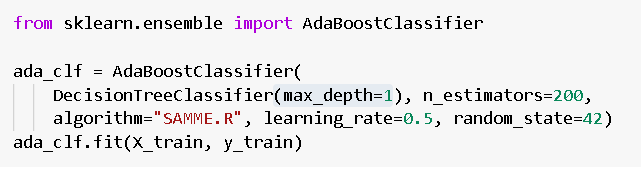 from sklearn.ensemble import AdaBoostClassifier
ada_clf = AdaBoostClassifier(
    DecisionTreeClassifier(max_depth=1), n_estimators=200,
    algorithm="SAMME.R", learning_rate=0.5, random_state=42)
ada_clf.fit(X_train, y_train)